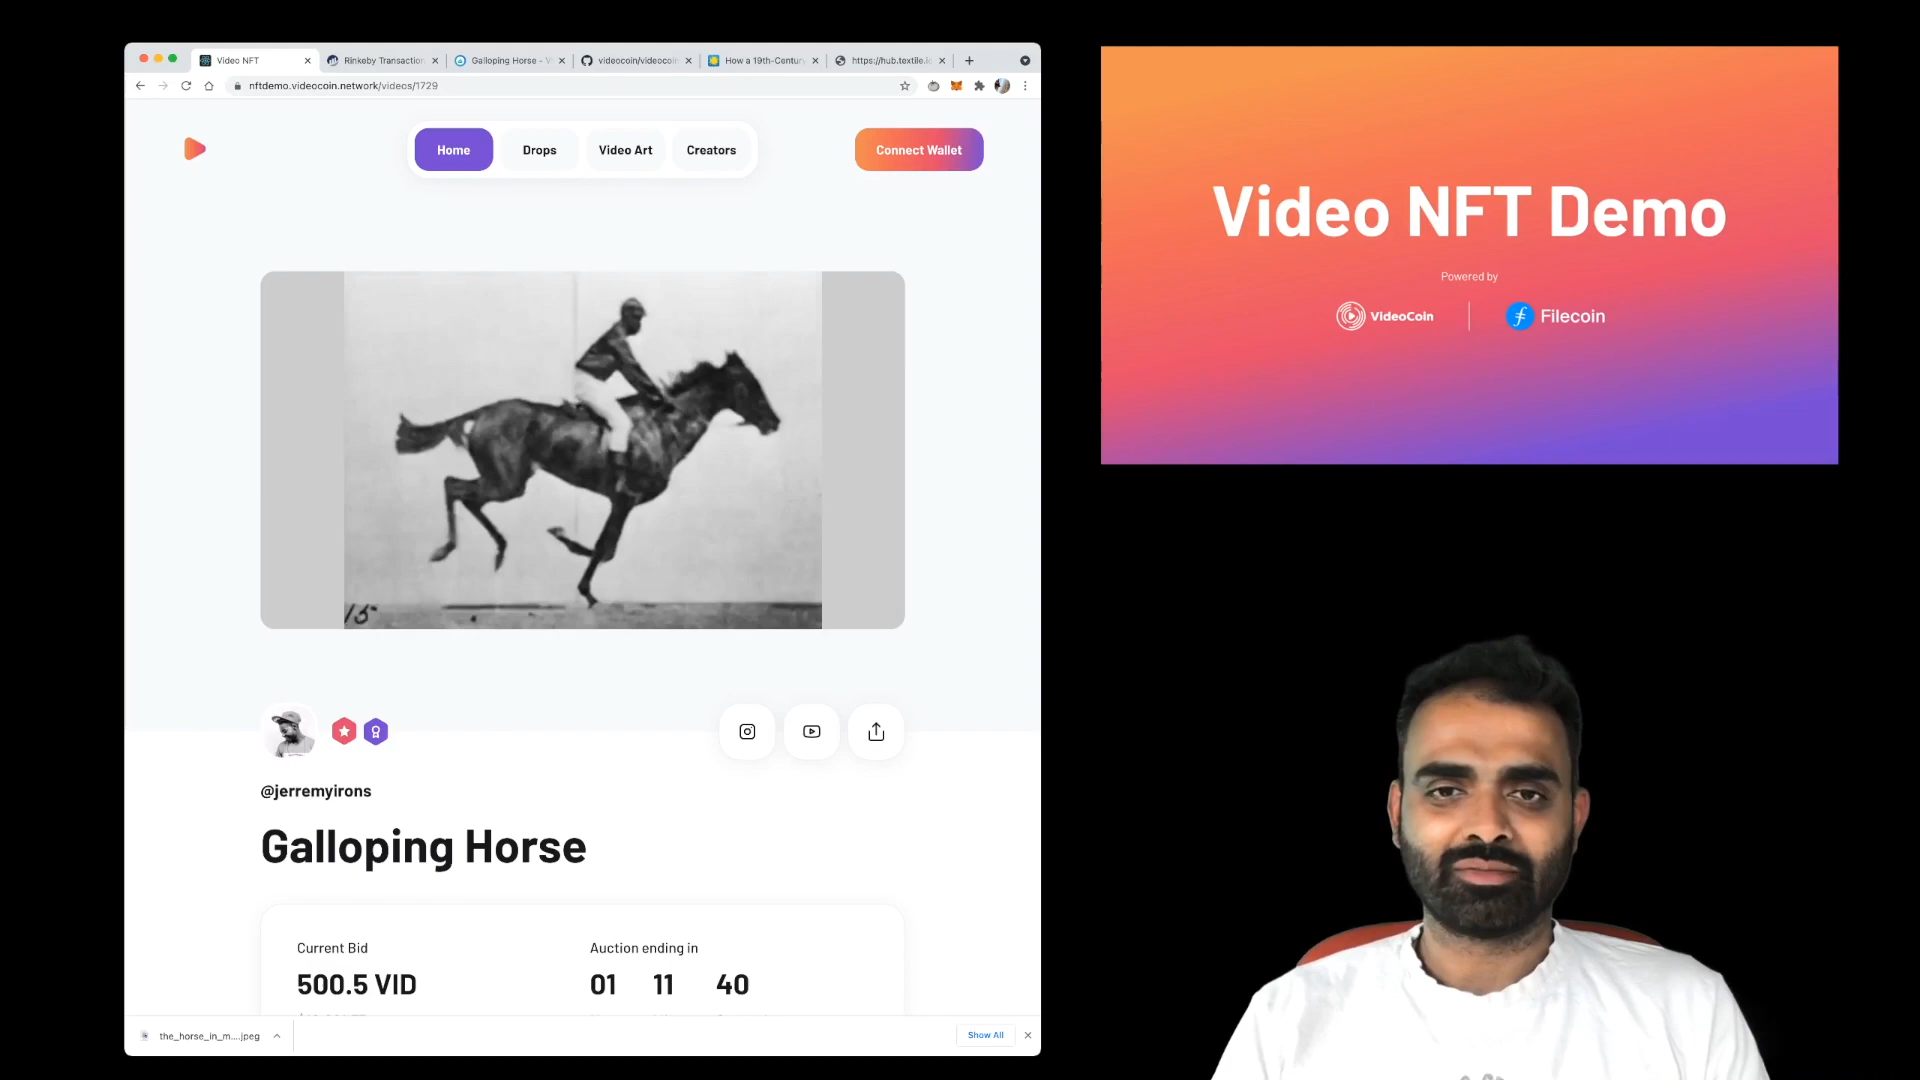 Video NFT
Rinkeby Transaction
Galloping Horse - V
videocoin/videocoin
How a 19th-Century
https://hub.textile.io
nftdemo.videocoin.network/videos/1729
Home
Drops
Video Art
Creators
Connect Wallet
15
@jerremyirons
Galloping Horse
Current Bid
500.5 VID
Auction ending in
01 11 40
the_horse_in_m....jpeg
Show All
Video NFT Demo
Powered by
VideoCoin
Filecoin